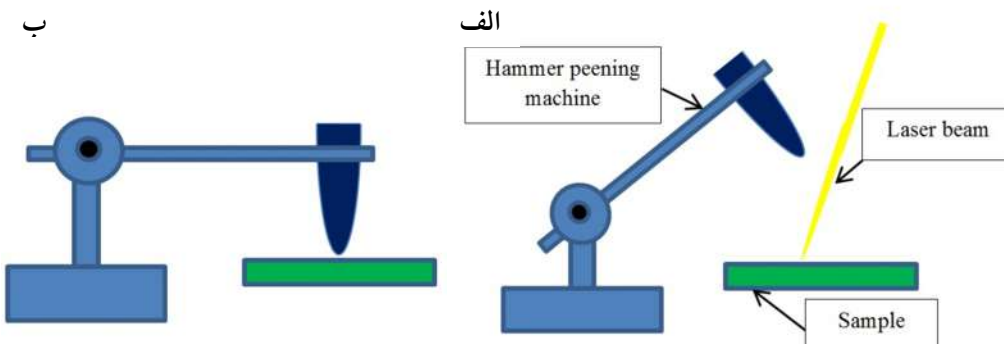 الف
ب
Hammer peening
machine
Laser beam
Sample